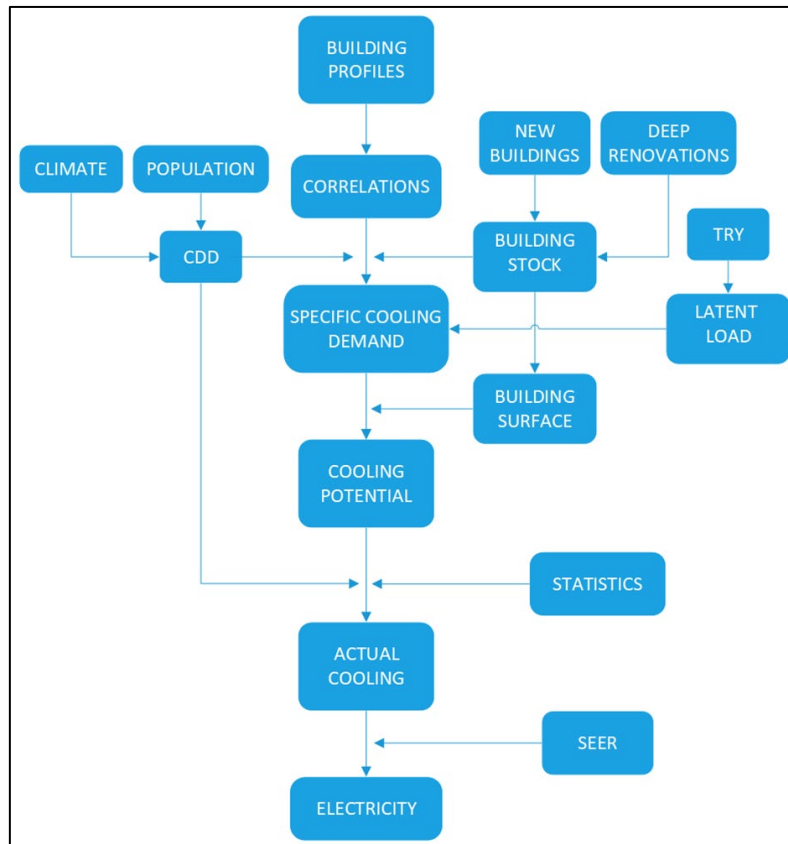 BUILDING
PROFILES
NEW
BUILDINGS
DEEP
RENOVATIONS
CLIMATE
POPULATION
CORRELATIONS
TRY
CDD
BUILDING
STOCK
SPECIFIC COOLING
DEMAND
LATENT
LOAD
BUILDING
SURFACE
COOLING
POTENTIAL
STATISTICS
ACTUAL
COOLING
SEER
ELECTRICITY